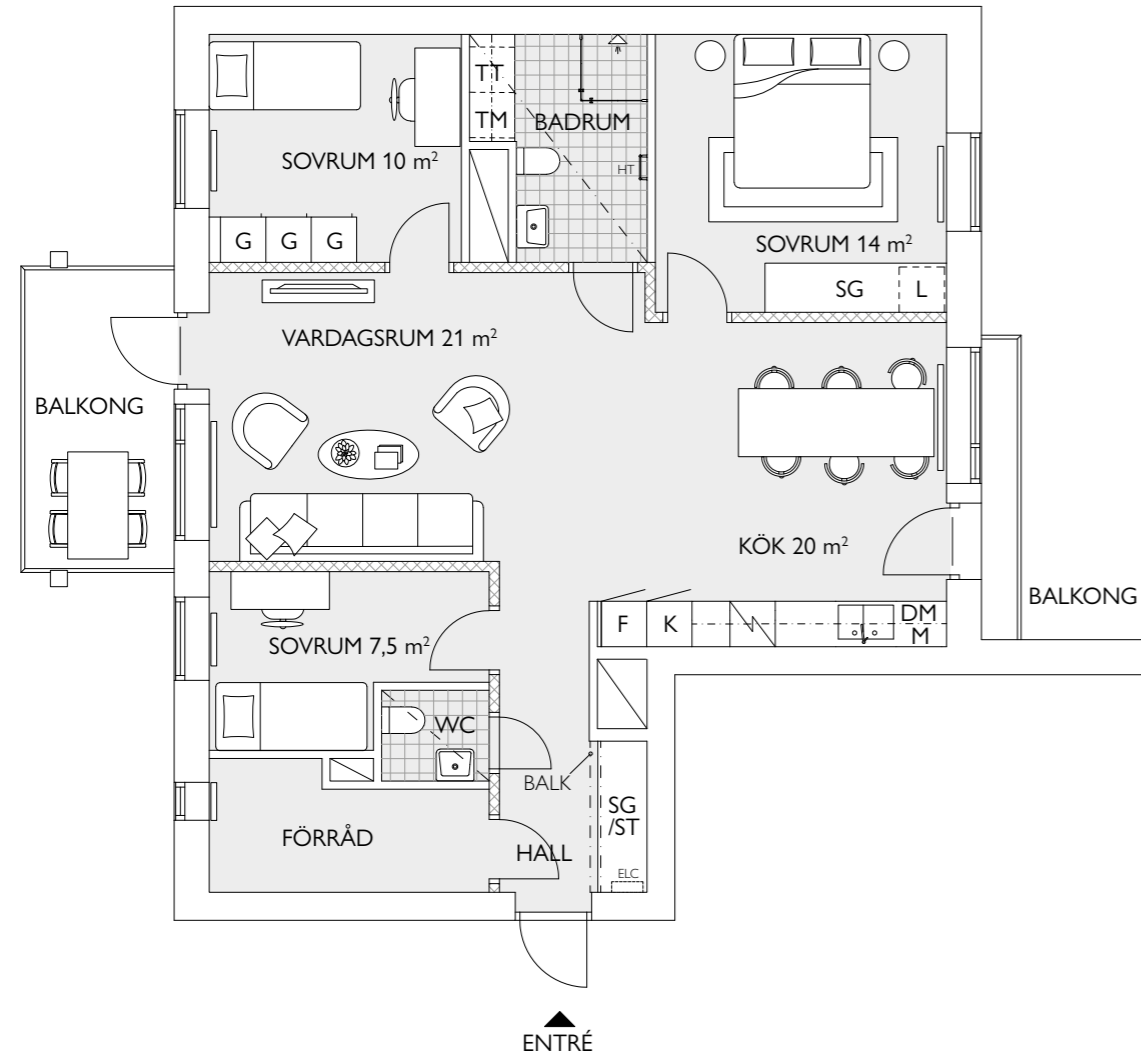 TT
TM
BADRUM
HT
SOVRUM 10 m²
G G G
SOVRUM 14 m²
SG L
VARDAGSRUM 21 m²
BALKONG
KÖK 20 m²
BALKONG
F K
DM
M
SOVRUM 7,5 m²
WC
BALK
SG
/ST
ELC
FÖRRÅD
HALL
ENTRÉ